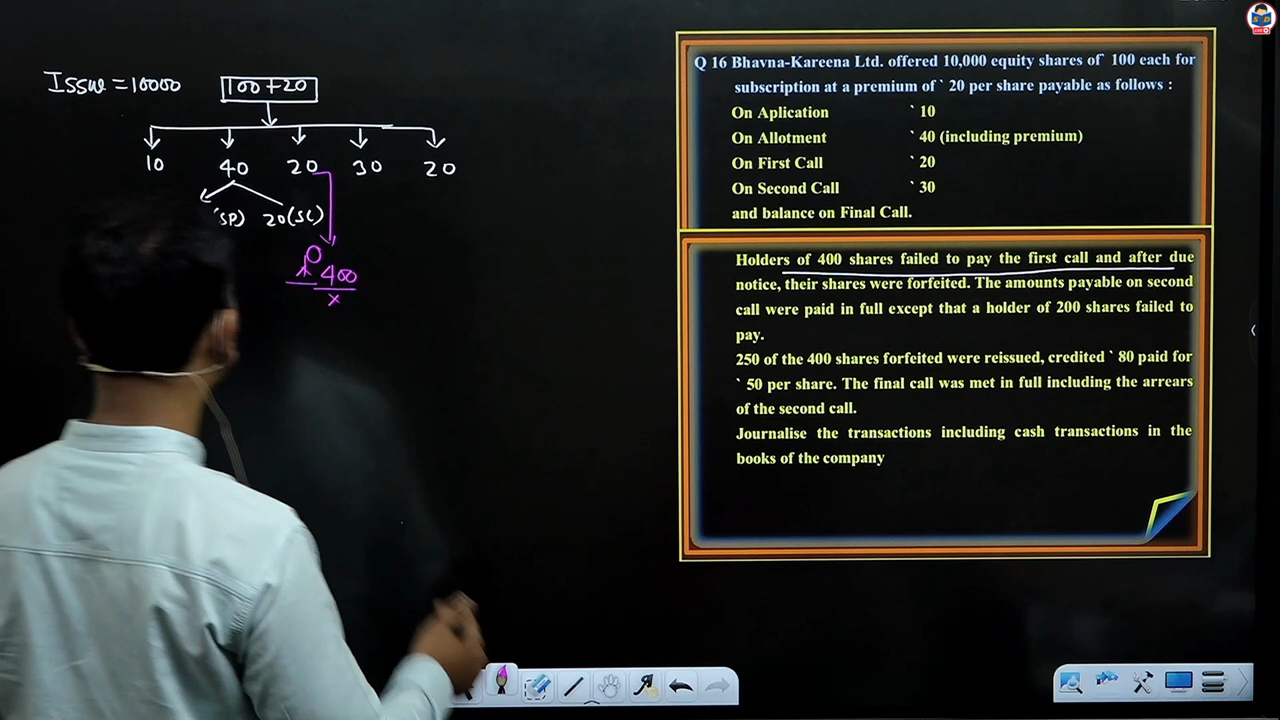 Issue = 10000
100+20
10 40 20 30 20
(SP) 20(SC)
400
x
Q 16 Bhavna-Kareena Ltd. offered 10,000 equity shares of ` 100 each for
subscription at a premium of ` 20 per share payable as follows :
On Aplication ` 10
On Allotment ` 40 (including premium)
On First Call ` 20
On Second Call ` 30
and balance on Final Call.
Holders of 400 shares failed to pay the first call and after due
notice, their shares were forfeited. The amounts payable on second
call were paid in full except that a holder of 200 shares failed to
pay.
250 of the 400 shares forfeited were reissued, credited ` 80 paid for
` 50 per share. The final call was met in full including the arrears
of the second call.
Journalise the transactions including cash transactions in the
books of the company